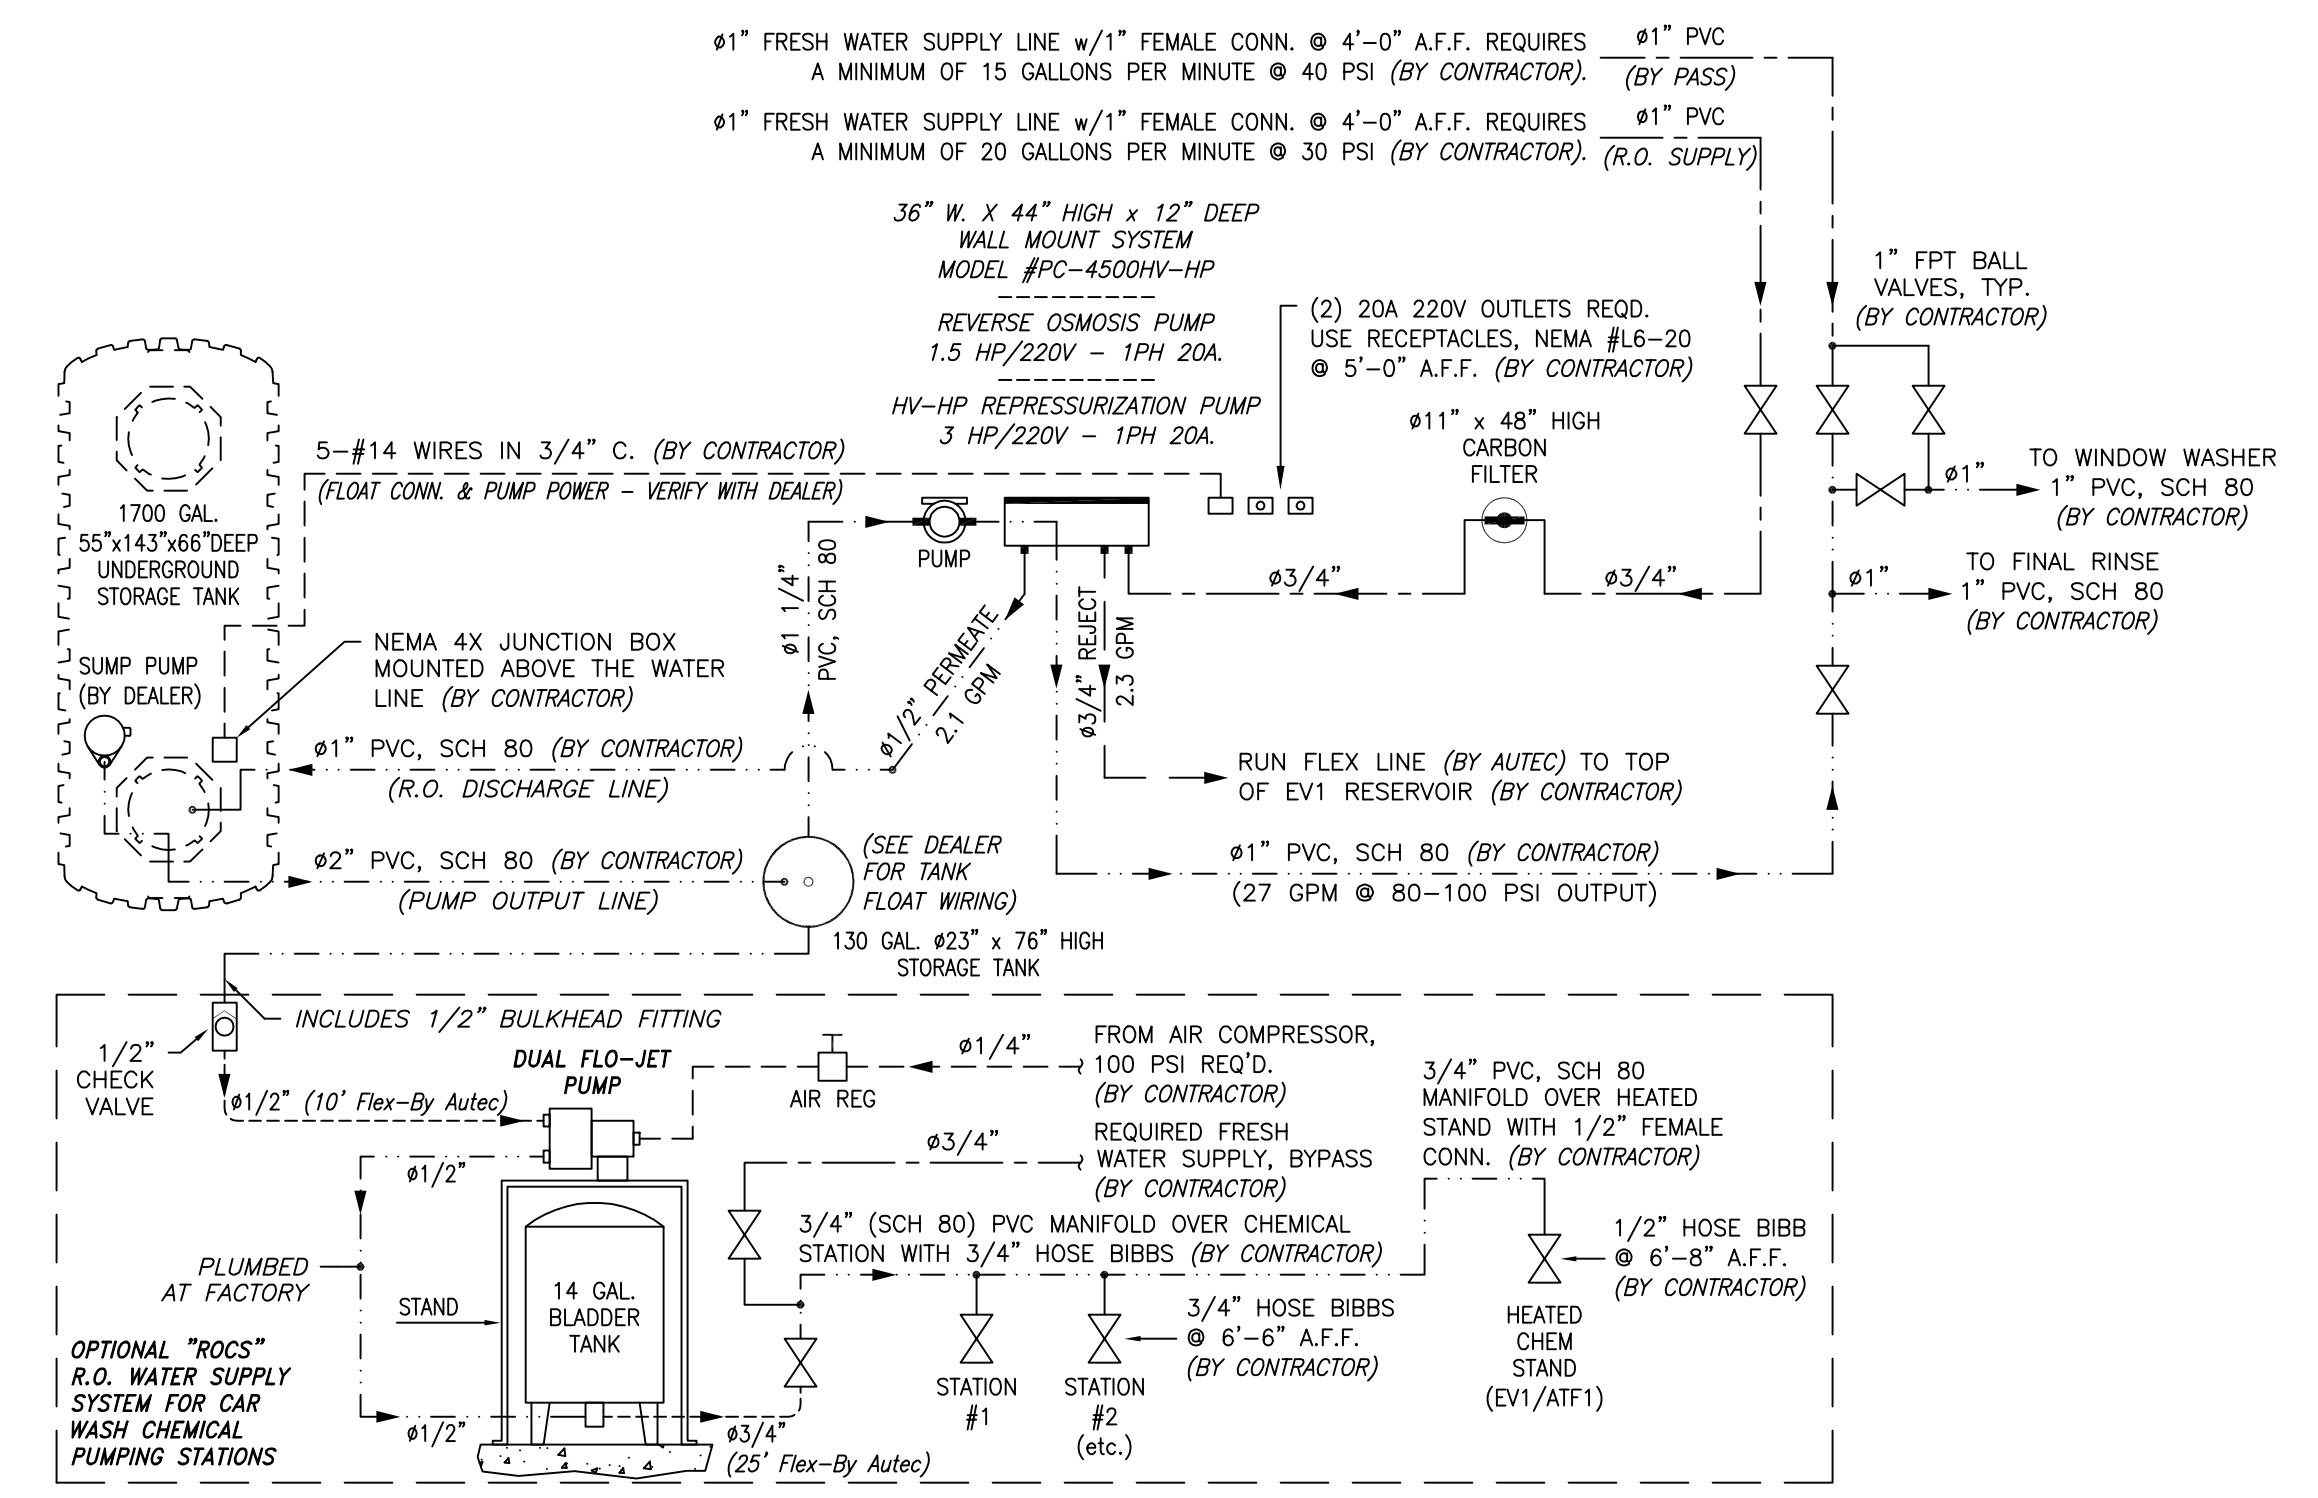 ø1" FRESH WATER SUPPLY LINE w/1" FEMALE CONN. @ 4'-0" A.F.F. REQUIRES
A MINIMUM OF 15 GALLONS PER MINUTE @ 40 PSI (BY CONTRACTOR).
ø1" PVC
(BY PASS)
ø1" FRESH WATER SUPPLY LINE w/1" FEMALE CONN. @ 4'-0" A.F.F. REQUIRES
A MINIMUM OF 20 GALLONS PER MINUTE @ 30 PSI (BY CONTRACTOR).
ø1" PVC
(R.O. SUPPLY)
36" W. X 44" HIGH x 12" DEEP
WALL MOUNT SYSTEM
MODEL #PC-4500HV-HP
REVERSE OSMOSIS PUMP
1.5 HP/220V - 1PH 20A.
HV-HP REPRESSURIZATION PUMP
3 HP/220V - 1PH 20A.
(2) 20A 220V OUTLETS REQD.
USE RECEPTACLES, NEMA #L6-20
@ 5'-0" A.F.F. (BY CONTRACTOR)
1" FPT BALL
VALVES, TYP.
(BY CONTRACTOR)
ø11" x 48" HIGH
CARBON
FILTER
5-#14 WIRES IN 3/4" C. (BY CONTRACTOR)
(FLOAT CONN. & PUMP POWER - VERIFY WITH DEALER)
1700 GAL.
55"x143"x66"DEEP
UNDERGROUND
STORAGE TANK
PUMP
ø1"
TO WINDOW WASHER
1" PVC, SCH 80
(BY CONTRACTOR)
ø1"
TO FINAL RINSE
1" PVC, SCH 80
(BY CONTRACTOR)
ø3/4"
ø3/4"
ø1 1/4"
PVC, SCH 80
ø1/2" PERMEATE
2.1 GPM
ø3/4" REJECT
2.3 GPM
SUMP PUMP
(BY DEALER)
NEMA 4X JUNCTION BOX
MOUNTED ABOVE THE WATER
LINE (BY CONTRACTOR)
ø1" PVC, SCH 80 (BY CONTRACTOR)
(R.O. DISCHARGE LINE)
RUN FLEX LINE (BY AUTEC) TO TOP
OF EV1 RESERVOIR (BY CONTRACTOR)
ø2" PVC, SCH 80 (BY CONTRACTOR)
(PUMP OUTPUT LINE)
(SEE DEALER
FOR TANK
FLOAT WIRING)
ø1" PVC, SCH 80 (BY CONTRACTOR)
(27 GPM @ 80-100 PSI OUTPUT)
130 GAL. ø23" x 76" HIGH
STORAGE TANK
INCLUDES 1/2" BULKHEAD FITTING
1/2"
CHECK
VALVE
ø1/2" (10' Flex-By Autec)
DUAL FLO-JET
PUMP
AIR REG
ø1/4"
FROM AIR COMPRESSOR,
100 PSI REQ'D.
(BY CONTRACTOR)
ø3/4"
REQUIRED FRESH
WATER SUPPLY, BYPASS
(BY CONTRACTOR)
3/4" PVC, SCH 80
MANIFOLD OVER HEATED
STAND WITH 1/2" FEMALE
CONN. (BY CONTRACTOR)
ø1/2"
3/4" (SCH 80) PVC MANIFOLD OVER CHEMICAL
STATION WITH 3/4" HOSE BIBBS (BY CONTRACTOR)
1/2" HOSE BIBB
@ 6'-8" A.F.F.
(BY CONTRACTOR)
PLUMBED
AT FACTORY
STAND
14 GAL.
BLADDER
TANK
3/4" HOSE BIBBS
@ 6'-6" A.F.F.
(BY CONTRACTOR)
HEATED
CHEM
STAND
(EV1/ATF1)
STATION
#1
STATION
#2
(etc.)
OPTIONAL "ROCS"
R.O. WATER SUPPLY
SYSTEM FOR CAR
WASH CHEMICAL
PUMPING STATIONS
ø1/2"
ø3/4"
(25' Flex-By Autec)